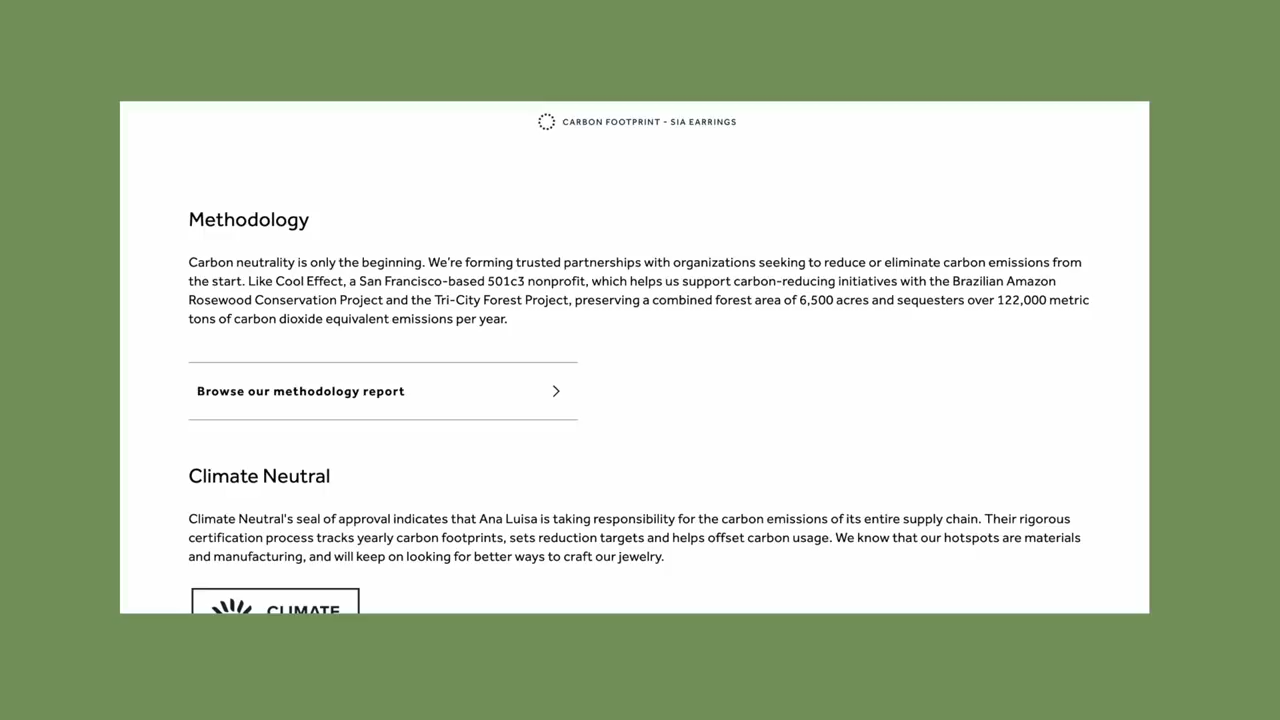 CARBON FOOTPRINT - SIA EARRINGS
Methodology
Carbon neutrality is only the beginning. We're forming trusted partnerships with organizations seeking to reduce or eliminate carbon emissions from
the start. Like Cool Effect, a San Francisco-based 501c3 nonprofit, which helps us support carbon-reducing initiatives with the Brazilian Amazon
Rosewood Conservation Project and the Tri-City Forest Project, preserving a combined forest area of 6,500 acres and sequesters over 122,000 metric
tons of carbon dioxide equivalent emissions per year.
Browse our methodology report
Climate Neutral
Climate Neutral's seal of approval indicates that Ana Luisa is taking responsibility for the carbon emissions of its entire supply chain. Their rigorous
certification process tracks yearly carbon footprints, sets reduction targets and helps offset carbon usage. We know that our hotspots are materials
and manufacturing, and will keep on looking for better ways to craft our jewelry.
CLIMATE